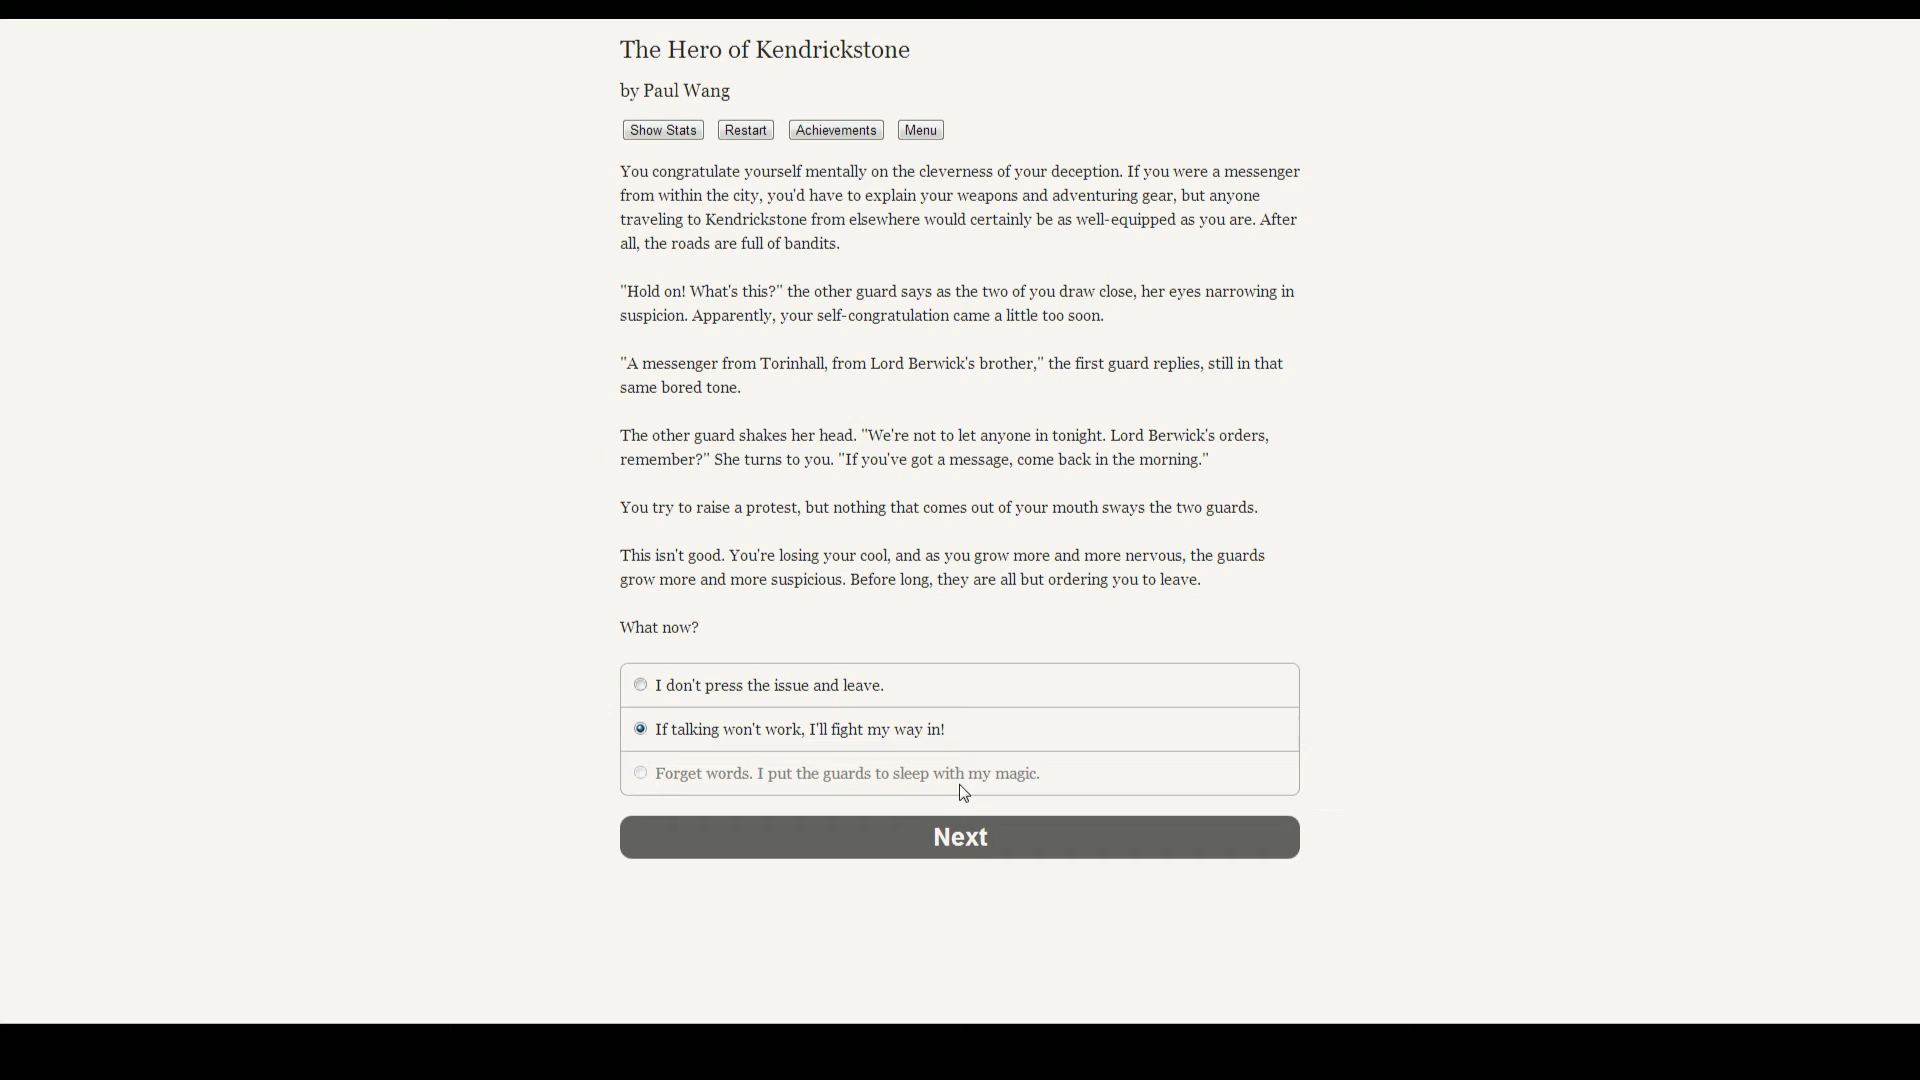 The Hero of Kendrickstone
by Paul Wang
Show Stats Restart Achievements Menu
You congratulate yourself mentally on the cleverness of your deception. If you were a messenger
from within the city, you'd have to explain your weapons and adventuring gear, but anyone
traveling to Kendrickstone from elsewhere would certainly be as well-equipped as you are. After
all, the roads are full of bandits.
"Hold on! What's this?" the other guard says as the two of you draw close, her eyes narrowing in
suspicion. Apparently, your self-congratulation came a little too soon.
"A messenger from Torinhall, from Lord Berwick's brother," the first guard replies, still in that
same bored tone.
The other guard shakes her head. "We're not to let anyone in tonight. Lord Berwick's orders,
remember?" She turns to you. "If you've got a message, come back in the morning."
You try to raise a protest, but nothing that comes out of your mouth sways the two guards.
This isn't good. You're losing your cool, and as you grow more and more nervous, the guards
grow more and more suspicious. Before long, they are all but ordering you to leave.
What now?
I don't press the issue and leave.
If talking won't work, I'll fight my way in!
Forget words. I put the guards to sleep with my magic.
Next